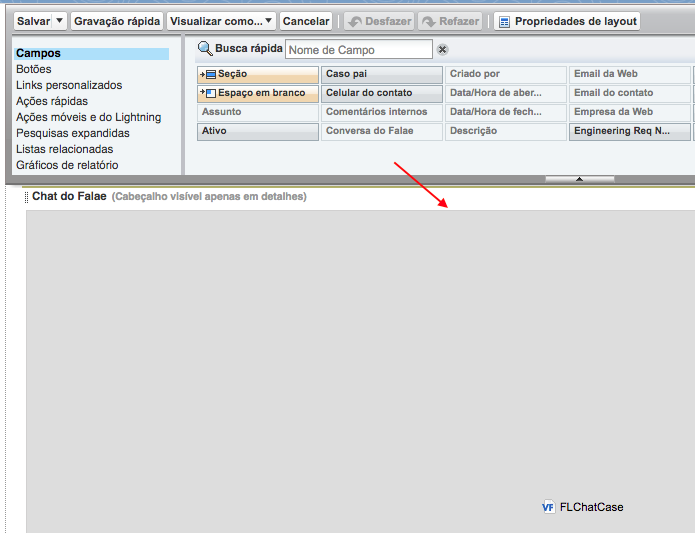 Salvar Gravação rápida Visualizar como... Cancelar Desfazer Refazer Propriedades de layout
Campos
Botões
Links personalizados
Ações rápidas
Ações móveis e do Lightning
Pesquisas expandidas
Listas relacionadas
Gráficos de relatório
Busca rápida Nome de Campo
Seção Caso pai Criado por Email da Web
Espaço em branco Celular do contato Data/Hora de aber... Email do contato
Assunto Comentários internos Data/Hora de fech... Empresa da Web
Ativo Conversa do Falae Descrição Engineering Req N...
Chat do Falae (Cabeçalho visível apenas em detalhes)
VF FLChatCase